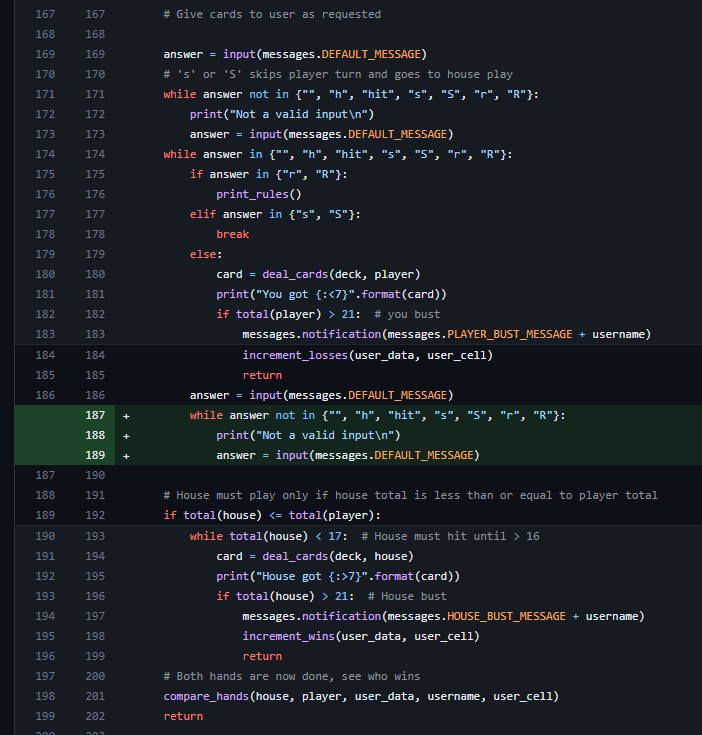 167 167 # Give cards to user as requested
168 168
169 169 answer = input(messages.DEFAULT_MESSAGE)
170 170 # 's' or 'S' skips player turn and goes to house play
171 171 while answer not in {"", "h", "hit", "s", "S", "r", "R"}:
172 172 print("Not a valid input\n")
173 173 answer = input(messages.DEFAULT_MESSAGE)
174 174 while answer in {"", "h", "hit", "s", "S", "r", "R"}:
175 175 if answer in {"r", "R"}:
176 176 print_rules()
177 177 elif answer in {"s", "S"}:
178 178 break
179 179 else:
180 180 card = deal_cards(deck, player)
181 181 print("You got {:<7}".format(card))
182 182 if total(player) > 21:  # you bust
183 183 messages.notification(messages.PLAYER_BUST_MESSAGE + username)
184 184 increment_losses(user_data, user_cell)
185 185 return
186 186 answer = input(messages.DEFAULT_MESSAGE)
187 + while answer not in {"", "h", "hit", "s", "S", "r", "R"}:
188 + print("Not a valid input\n")
189 + answer = input(messages.DEFAULT_MESSAGE)
187 190
188 191 # House must play only if house total is less than or equal to player total
189 192 if total(house) <= total(player):
190 193 while total(house) < 17:  # House must hit until > 16
191 194 card = deal_cards(deck, house)
192 195 print("House got {:>7}".format(card))
193 196 if total(house) > 21:  # House bust
194 197 messages.notification(messages.HOUSE_BUST_MESSAGE + username)
195 198 increment_wins(user_data, user_cell)
196 199 return
197 200 # Both hands are now done, see who wins
198 201 compare_hands(house, player, user_data, username, user_cell)
199 202 return